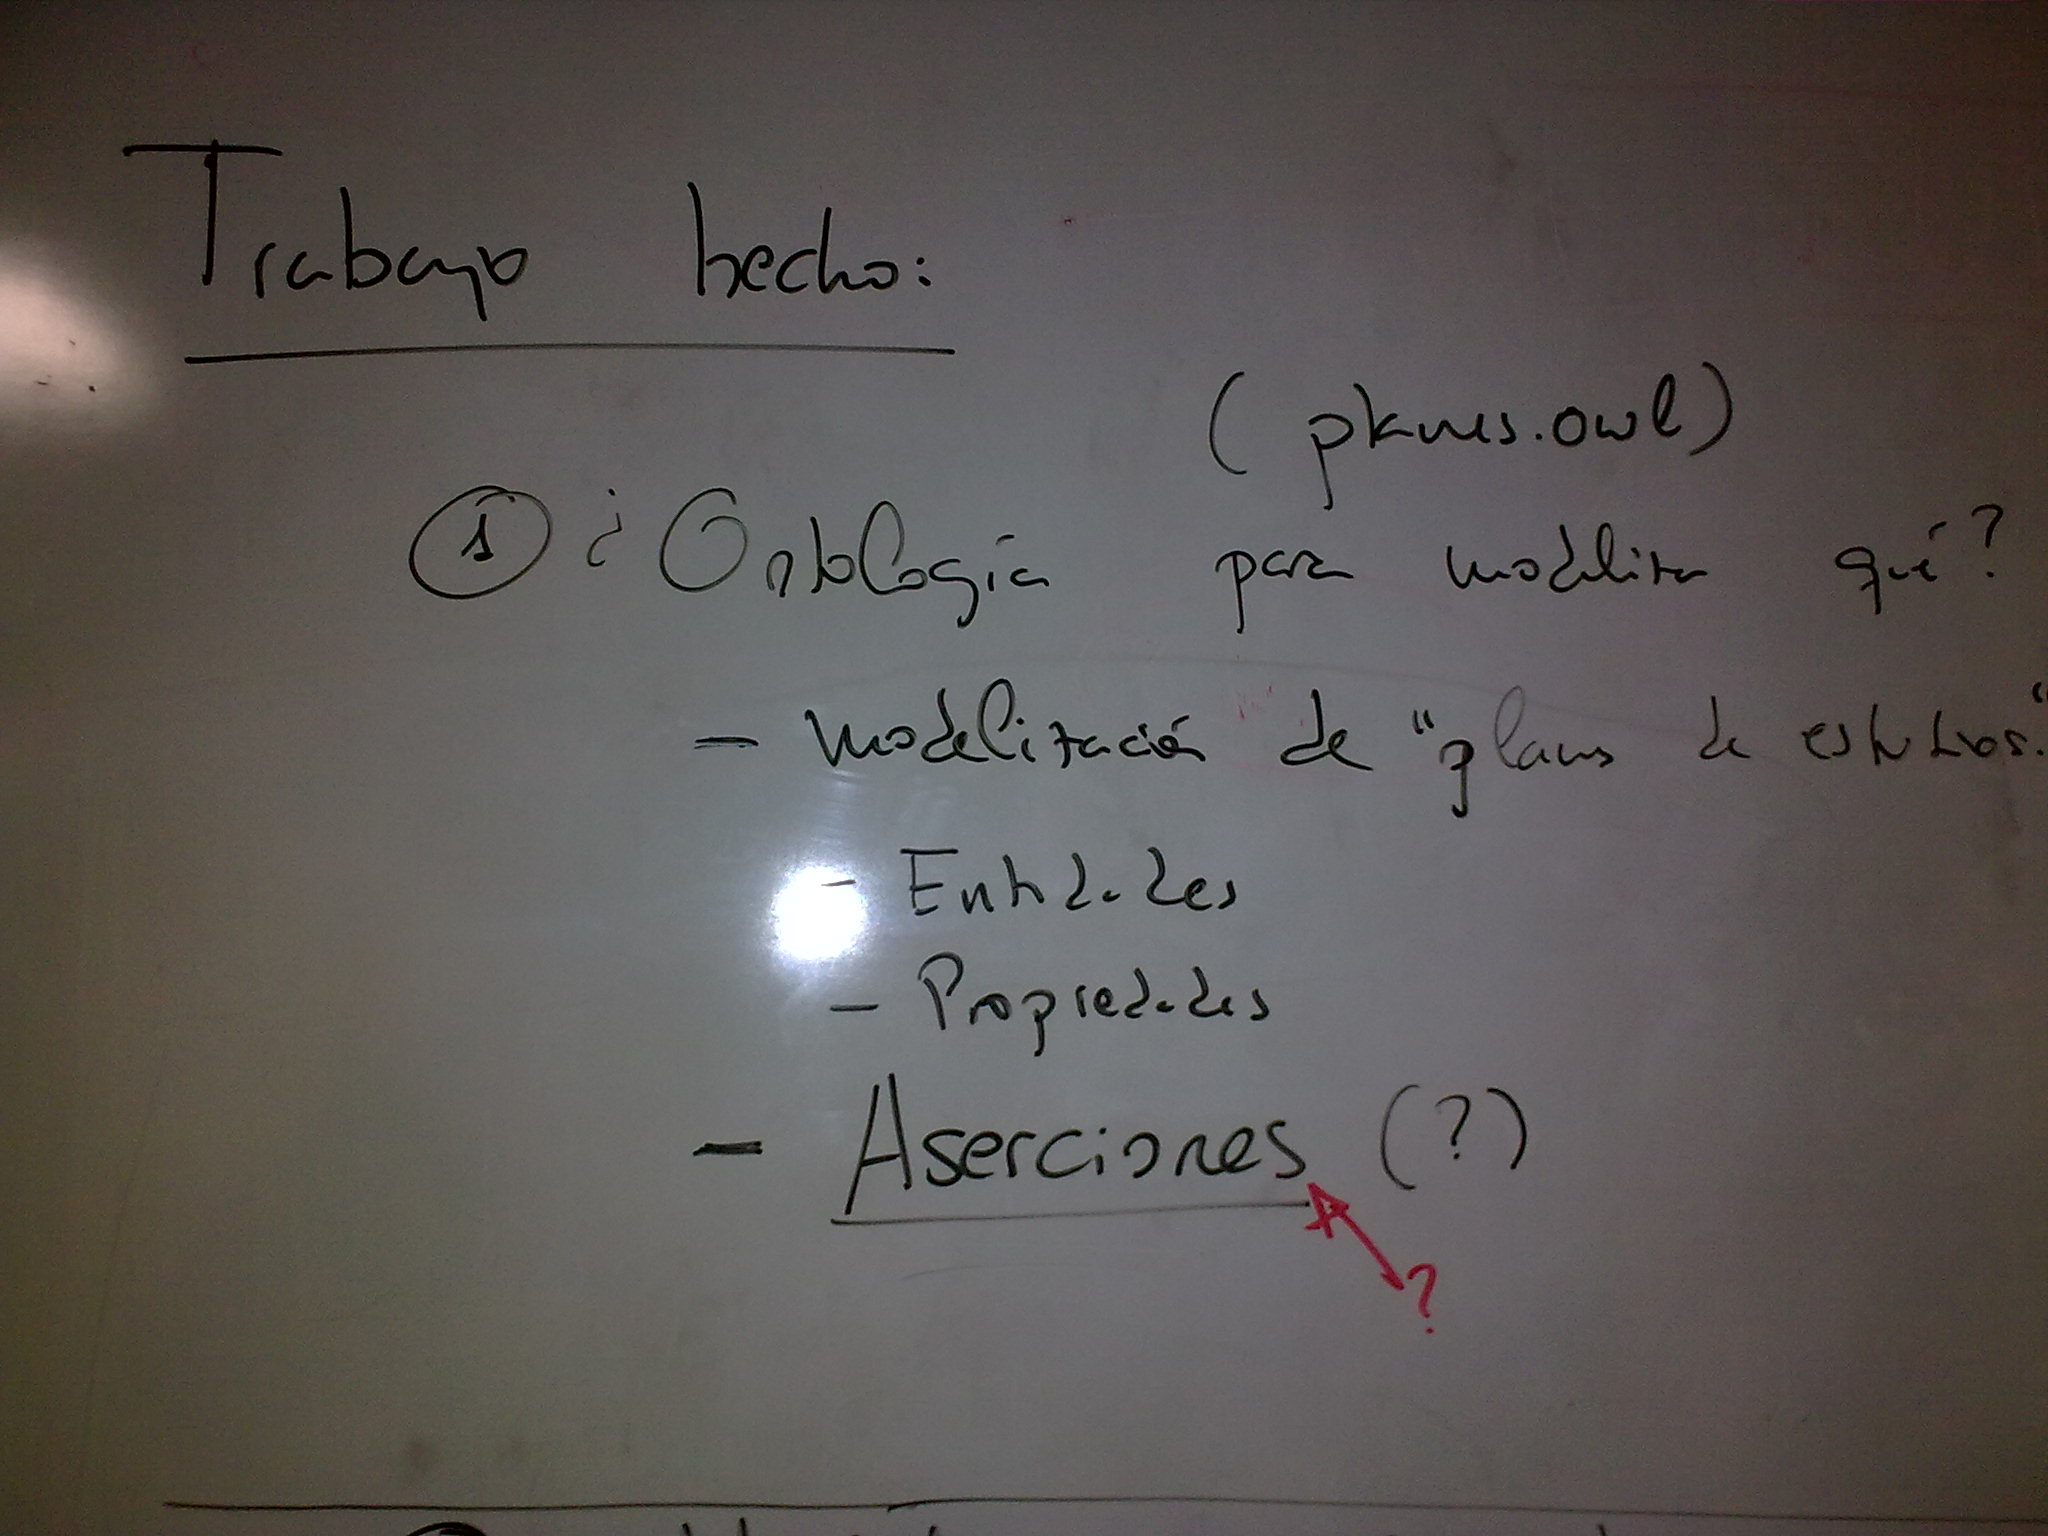 Trabajo hecho:
(planes.owl)
① ¿Ontología para modelizar qué?
- modelización de "planes de estudios."
- Entidades
- Propiedades
- Aserciones (?)
?